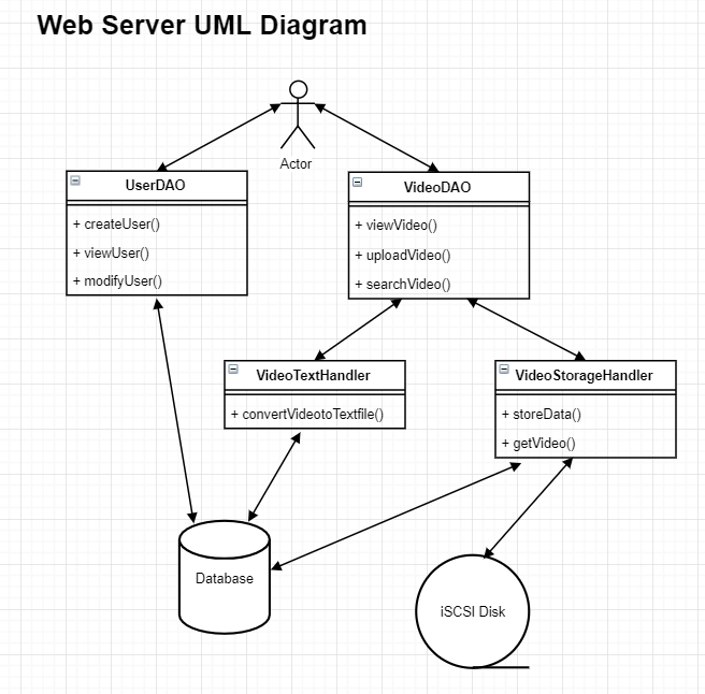 Web Server UML Diagram
Actor
UserDAO
+ createUser()
+ viewUser()
+ modifyUser()
VideoDAO
+ viewVideo()
+ uploadVideo()
+ searchVideo()
VideoTextHandler
+ convertVideotoTextfile()
VideoStorageHandler
+ storeData()
+ getVideo()
Database
iSCSI Disk